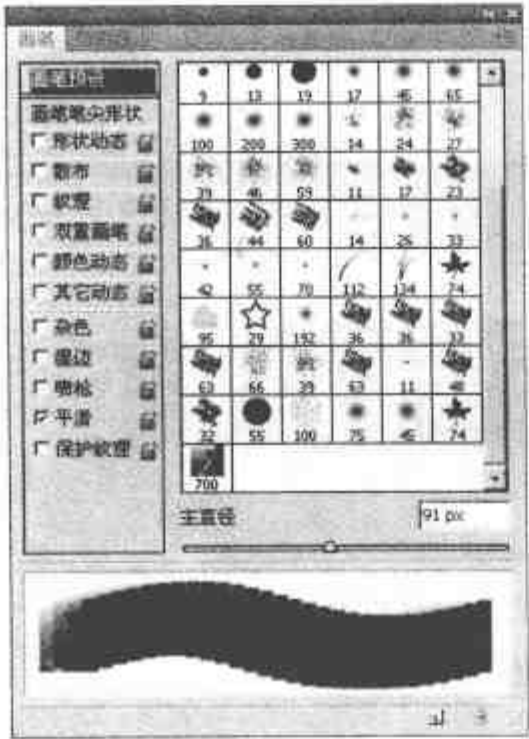 画笔
画笔预设
画笔笔尖形状
形状动态
散布
纹理
双重画笔
颜色动态
其它动态
杂色
湿边
喷枪
平滑
保护纹理
9 13 19 17 45 65
100 200 300 14 24 27
39 46 59 11 17 23
36 44 60 14 26 33
42 55 70 112 134 74
95 29 192 36 36 33
63 66 39 63 11 48
32 55 100 75 45 74
700
主直径 91 px